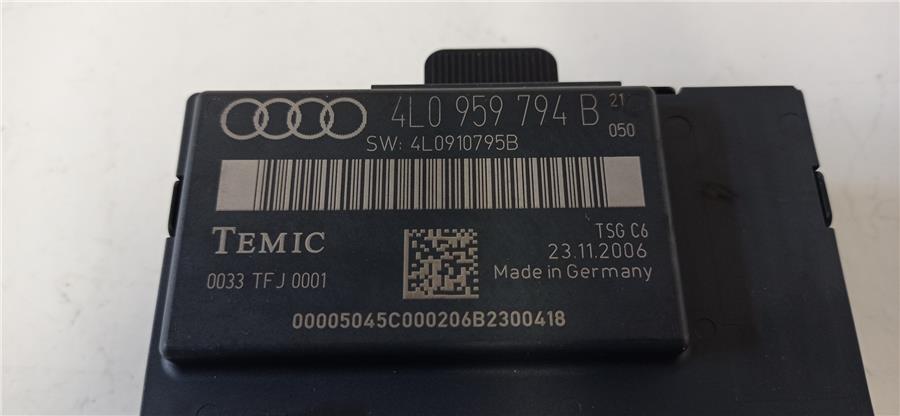 4L0 959 794 B 21
050
SW: 4L0910795B
TEMIC
TSG C6
23.11.2006
0033 TFJ 0001
Made in Germany
00005045C000206B2300418